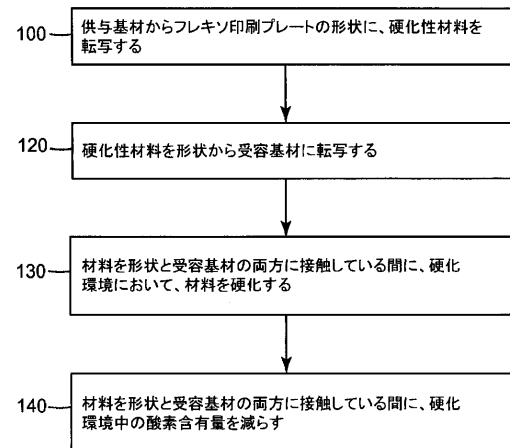 100
供与基材からフレキソ印刷プレートの形状に、硬化性材料を
転写する
120
硬化性材料を形状から受容基材に転写する
130
材料を形状と受容基材の両方に接触している間に、硬化
環境において、材料を硬化する
140
材料を形状と受容基材の両方に接触している間に、硬化
環境中の酸素含有量を減らす